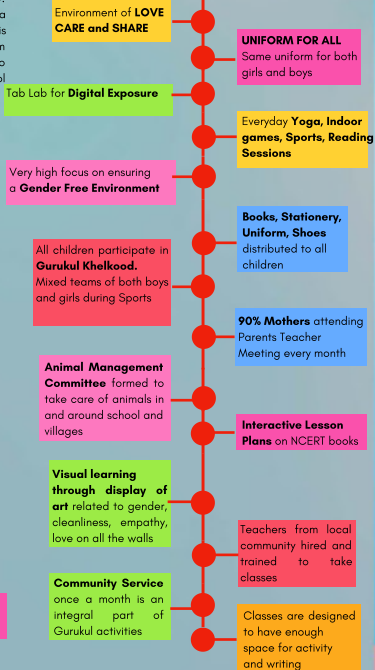 a
is
m
o
ol
Environment of LOVE
CARE and SHARE
UNIFORM FOR ALL
Same uniform for both
girls and boys
Tab Lab for Digital Exposure
Everyday Yoga, Indoor
games, Sports, Reading
Sessions
Very high focus on ensuring
a Gender Free Environment
Books, Stationery,
Uniform, Shoes
distributed to all
children
All children participate in
Gurukul Khelkood.
Mixed teams of both boys
and girls during Sports
90% Mothers attending
Parents Teacher
Meeting every month
Animal Management
Committee formed to
take care of animals in
and around school and
villages
Interactive Lesson
Plans on NCERT books
Visual learning
through display of
art related to gender,
cleanliness, empathy,
love on all the walls
Teachers from local
community hired and
trained to take
classes
Community Service
once a month is an
integral part of
Gurukul activities
Classes are designed
to have enough
space for activity
and writing